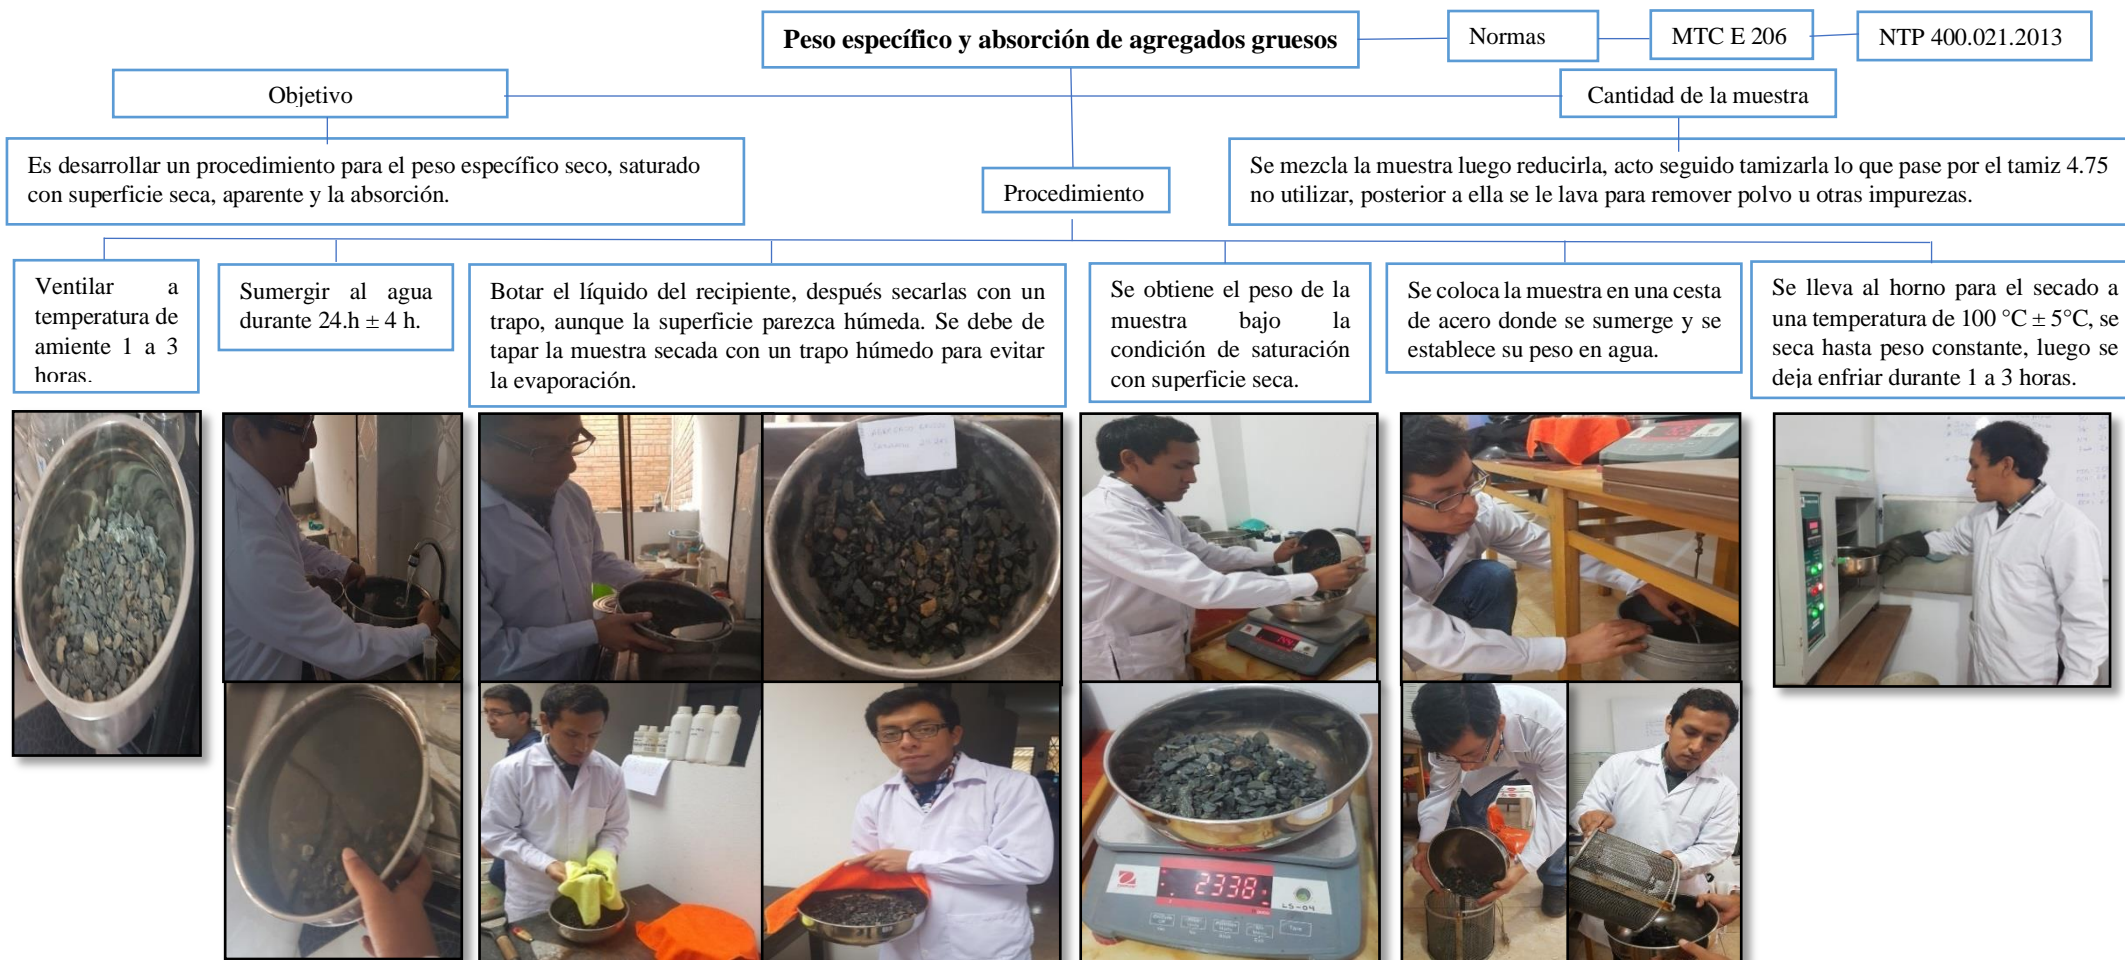 Peso específico y absorción de agregados gruesos
Normas
MTC E 206
NTP 400.021.2013
Objetivo
Cantidad de la muestra
Es desarrollar un procedimiento para el peso específico seco, saturado
con superficie seca, aparente y la absorción.
Procedimiento
Se mezcla la muestra luego reducirla, acto seguido tamizarla lo que pase por el tamiz 4.75
no utilizar, posterior a ella se le lava para remover polvo u otras impurezas.
Ventilar a
temperatura de
amiente 1 a 3
horas.
Sumergir al agua
durante 24.h ± 4 h.
Botar el líquido del recipiente, después secarlas con un
trapo, aunque la superficie parezca húmeda. Se debe de
tapar la muestra secada con un trapo húmedo para evitar
la evaporación.
Se obtiene el peso de la
muestra bajo la
condición de saturación
con superficie seca.
Se coloca la muestra en una cesta
de acero donde se sumerge y se
establece su peso en agua.
Se lleva al horno para el secado a
una temperatura de 100 °C ± 5°C, se
seca hasta peso constante, luego se
deja enfriar durante 1 a 3 horas.
2338
LS-04